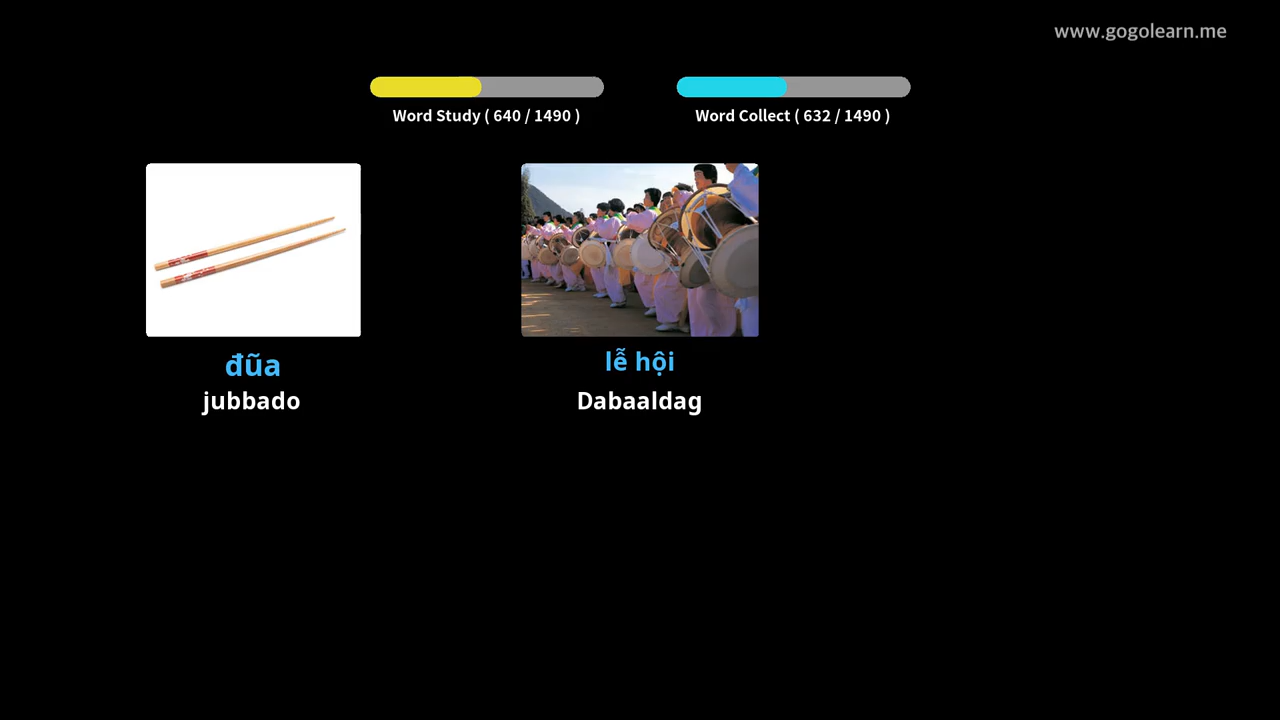 www.gogolearn.me
Word Study ( 640 / 1490 )
Word Collect ( 632 / 1490 )
đũa
jubbado
lễ hội
Dabaaldag